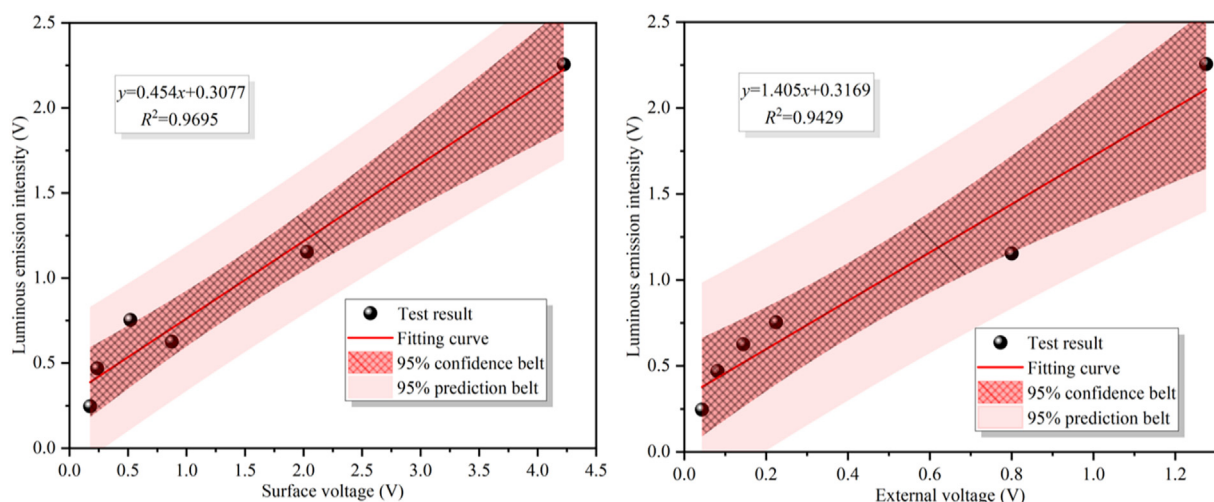 2.5
2.0
1.5
1.0
0.5
0.0
Luminous emission intensity (V)
y=0.454x+0.3077
R²=0.9695
Test result
Fitting curve
95% confidence belt
95% prediction belt
0.0 0.5 1.0 1.5 2.0 2.5 3.0 3.5 4.0 4.5
Surface voltage (V)
2.5
2.0
1.5
1.0
0.5
0.0
Luminous emission intensity (V)
y=1.405x+0.3169
R²=0.9429
Test result
Fitting curve
95% confidence belt
95% prediction belt
0.0 0.2 0.4 0.6 0.8 1.0 1.2
External voltage (V)